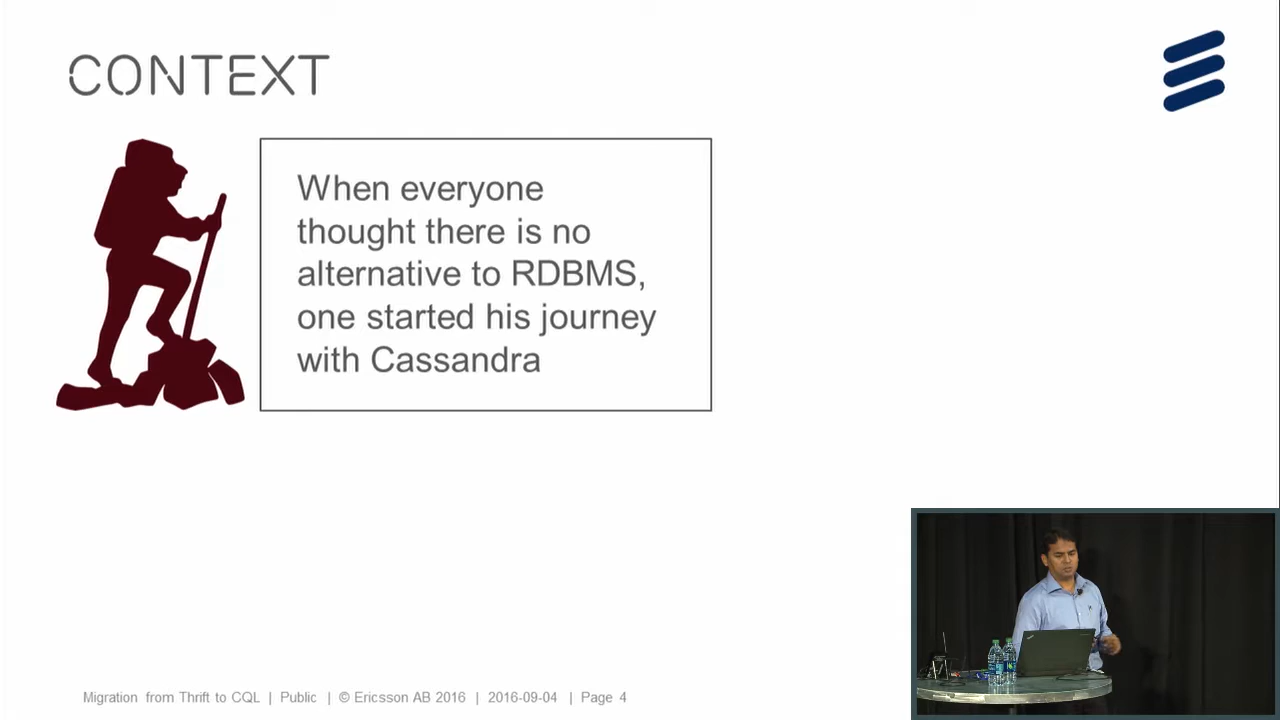 CONTEXT
When everyone
thought there is no
alternative to RDBMS,
one started his journey
with Cassandra
Migration from Thrift to CQL | Public | © Ericsson AB 2016 | 2016-09-04 | Page 4